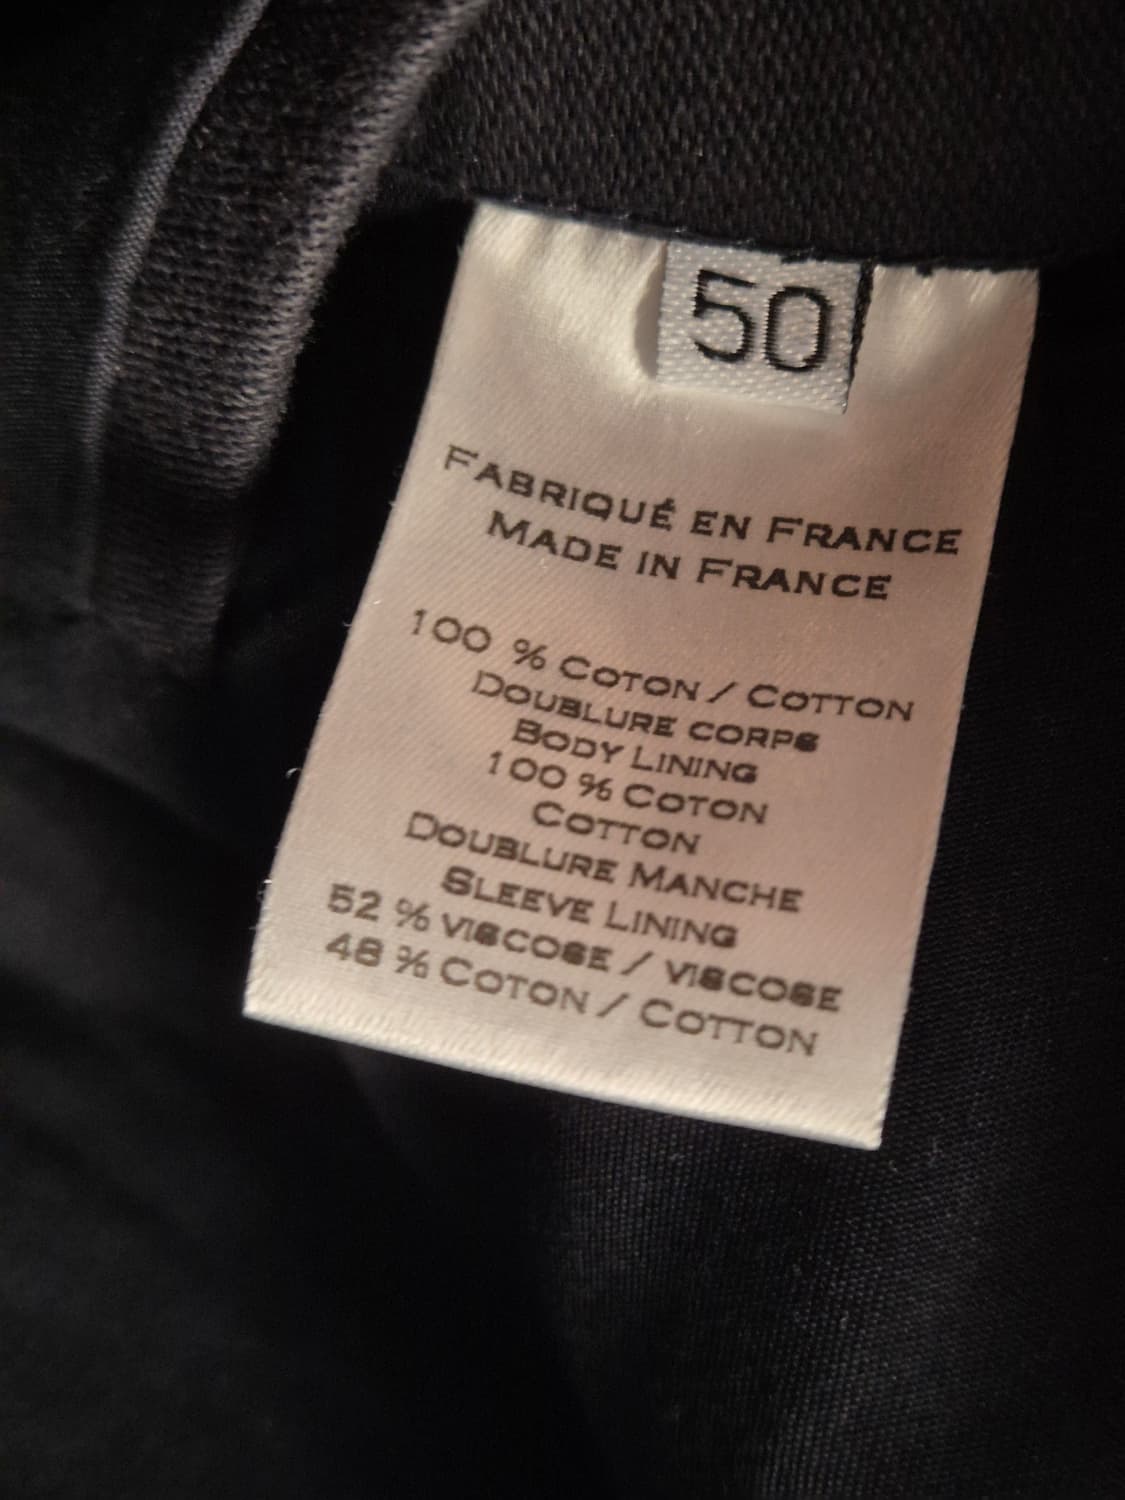 50
FABRIQUÉ EN FRANCE
MADE IN FRANCE
100 % COTON / COTTON
DOUBLURE CORPS
BODY LINING
100 % COTON
COTTON
DOUBLURE MANCHE
SLEEVE LINING
52 % VISCOSE / VISCOSE
48 % COTON / COTTON